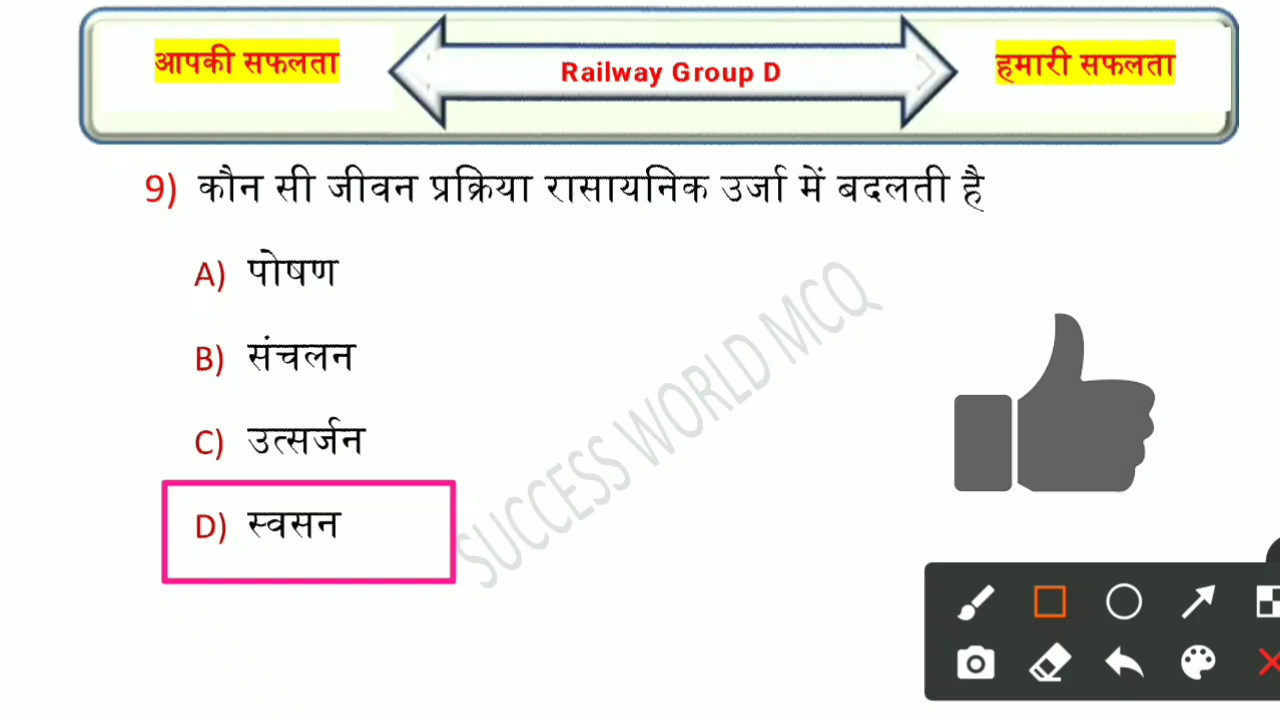 आपकी सफलता
Railway Group D
हमारी सफलता
9) कौन सी जीवन प्रक्रिया रासायनिक उर्जा में बदलती है
A) पोषण
B) संचलन
C) उत्सर्जन
D) स्वसन
SUCCESS WORLD MCQ